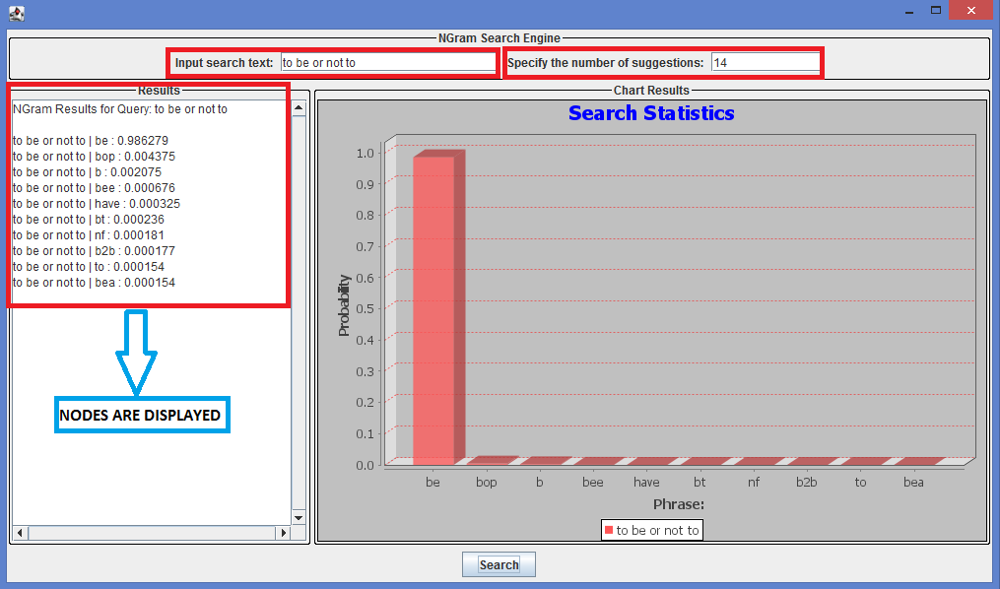 NGram Search Engine
Input search text: to be or not to Specify the number of suggestions: 14
Results
NGram Results for Query: to be or not to
to be or not to | be : 0.986279
to be or not to | bop : 0.004375
to be or not to | b : 0.002075
to be or not to | bee : 0.000676
to be or not to | have : 0.000325
to be or not to | bt : 0.000236
to be or not to | nf : 0.000181
to be or not to | b2b : 0.000177
to be or not to | to : 0.000154
to be or not to | bea : 0.000154
NODES ARE DISPLAYED
Chart Results
Search Statistics
Probability
1.0
0.9
0.8
0.7
0.6
0.5
0.4
0.3
0.2
0.1
0.0
be bop b bee have bt nf b2b to bea
Phrase:
to be or not to
Search